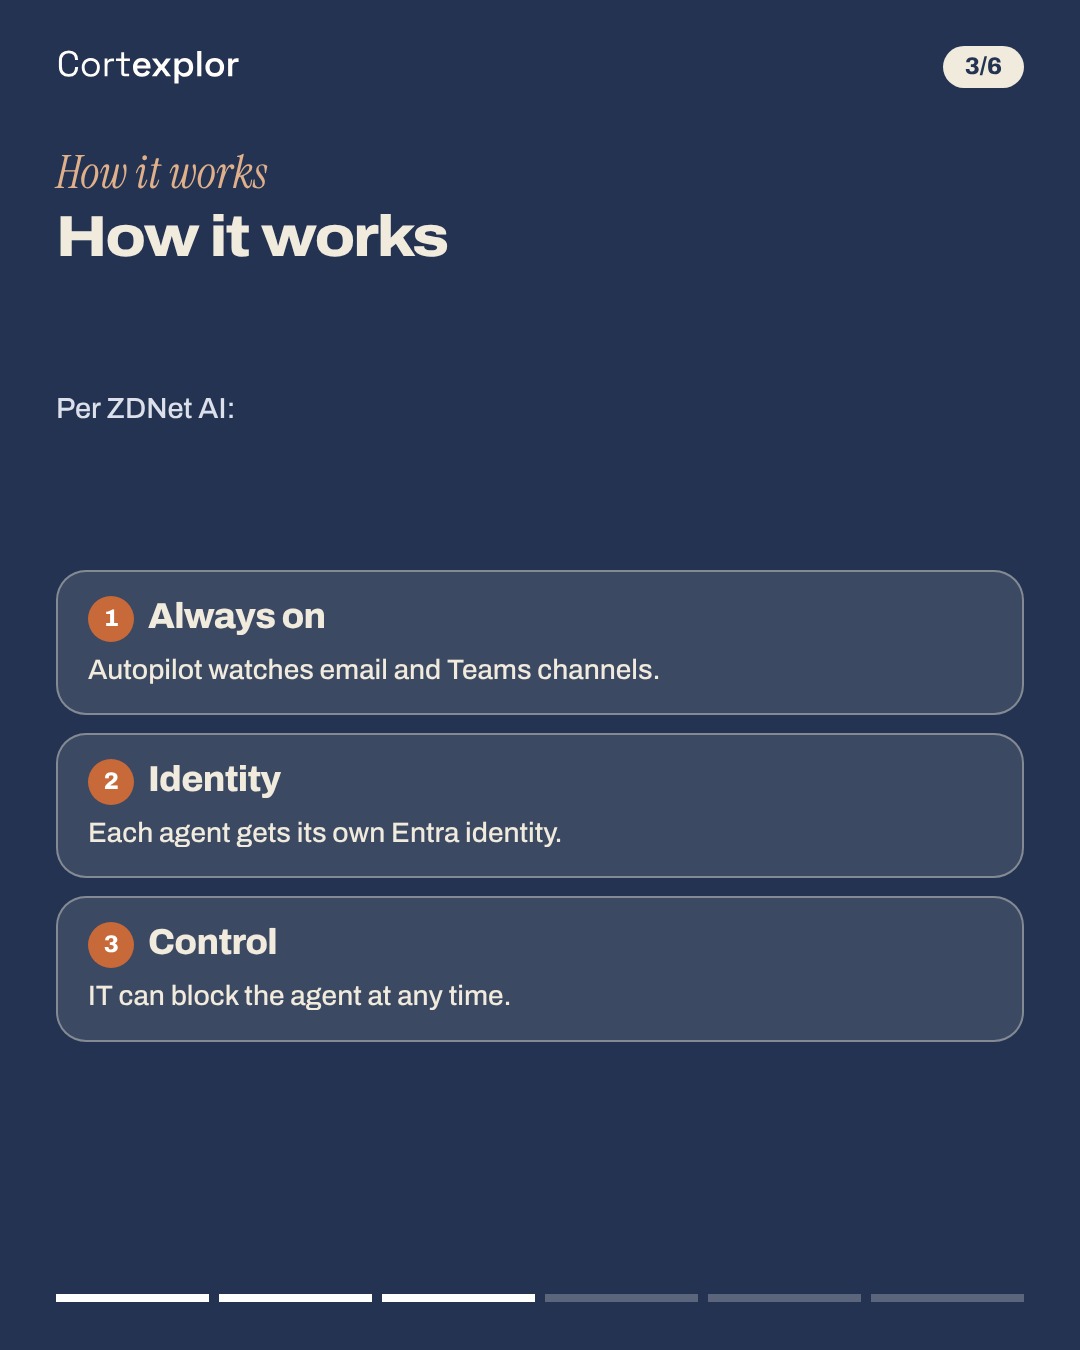 Cortexplor
3/6
How it works
How it works
Per ZDNet AI:
1 Always on
Autopilot watches email and Teams channels.
2 Identity
Each agent gets its own Entra identity.
3 Control
IT can block the agent at any time.